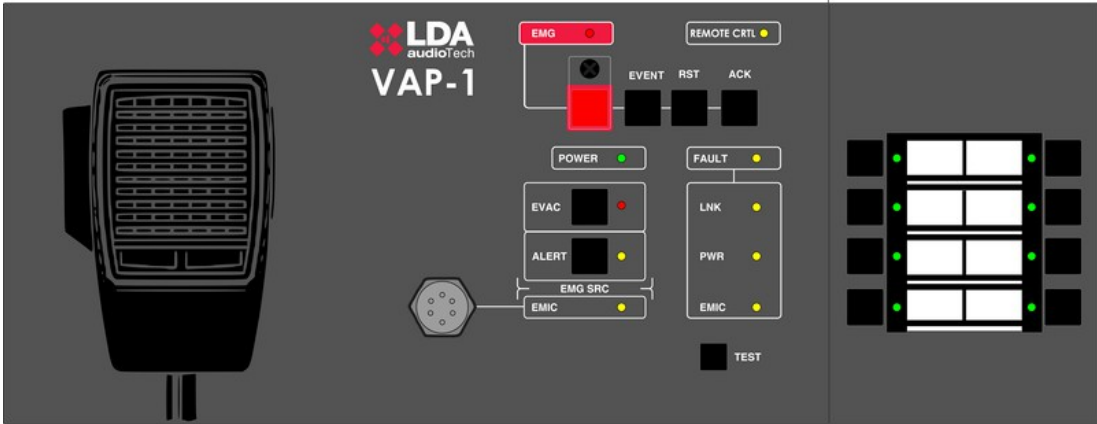 LDA
audioTech
VAP-1
EMG
REMOTE CRTL
EVENT
RST
ACK
POWER
FAULT
EVAC
LNK
ALERT
PWR
EMG SRC
EMIC
EMIC
TEST